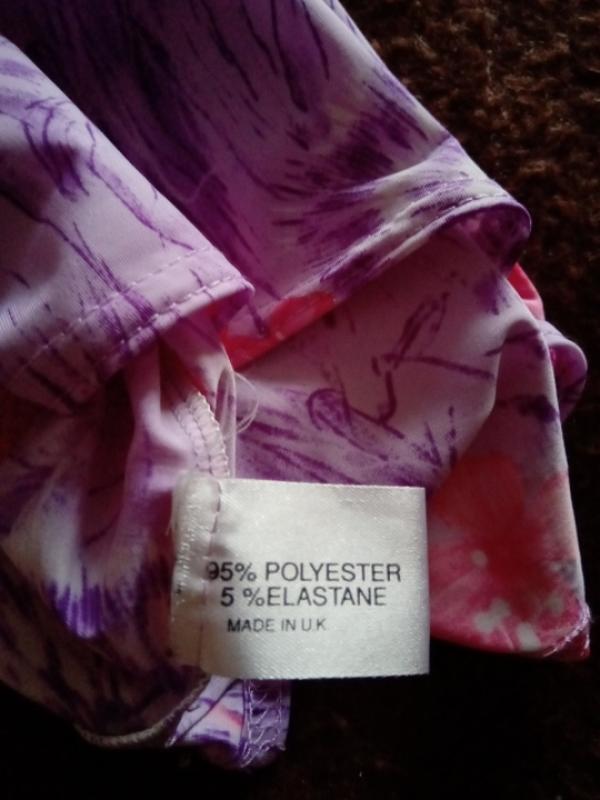 95% POLYESTER
5 %ELASTANE
MADE IN U.K